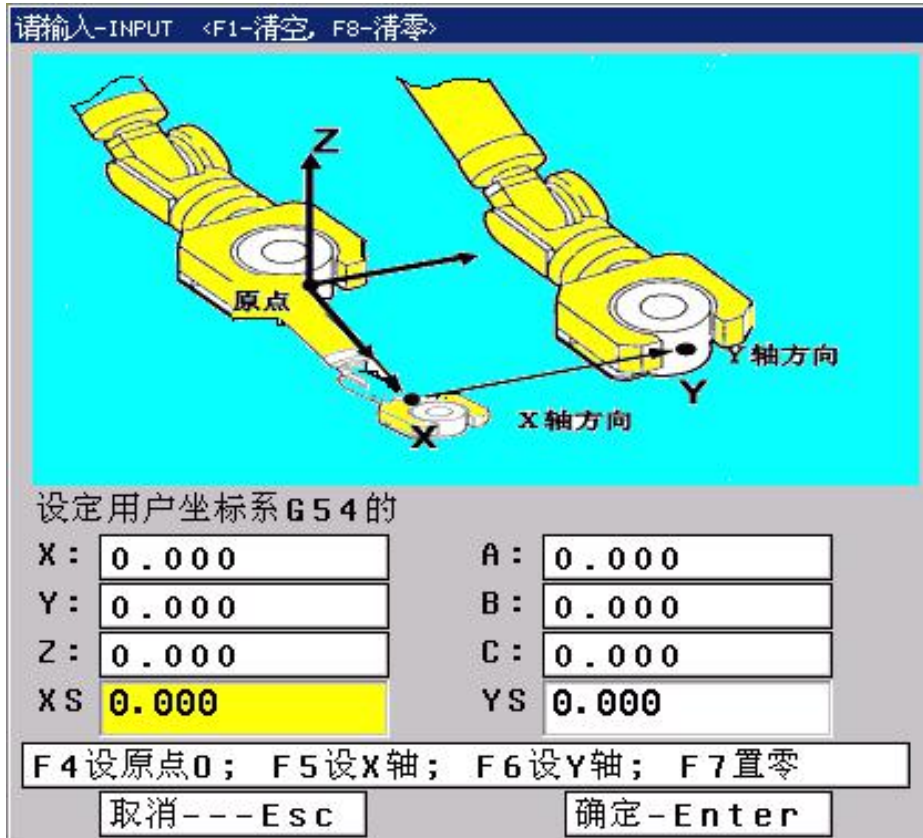 请输入-INPUT <F1-清空, F8-清零>
Z
原点
Y轴方向
Y
X轴方向
X
设定用户坐标系G54的
X: 0.000 A: 0.000
Y: 0.000 B: 0.000
Z: 0.000 C: 0.000
XS 0.000 YS 0.000
F4设原点O; F5设X轴; F6设Y轴; F7置零
取消---Esc 确定-Enter